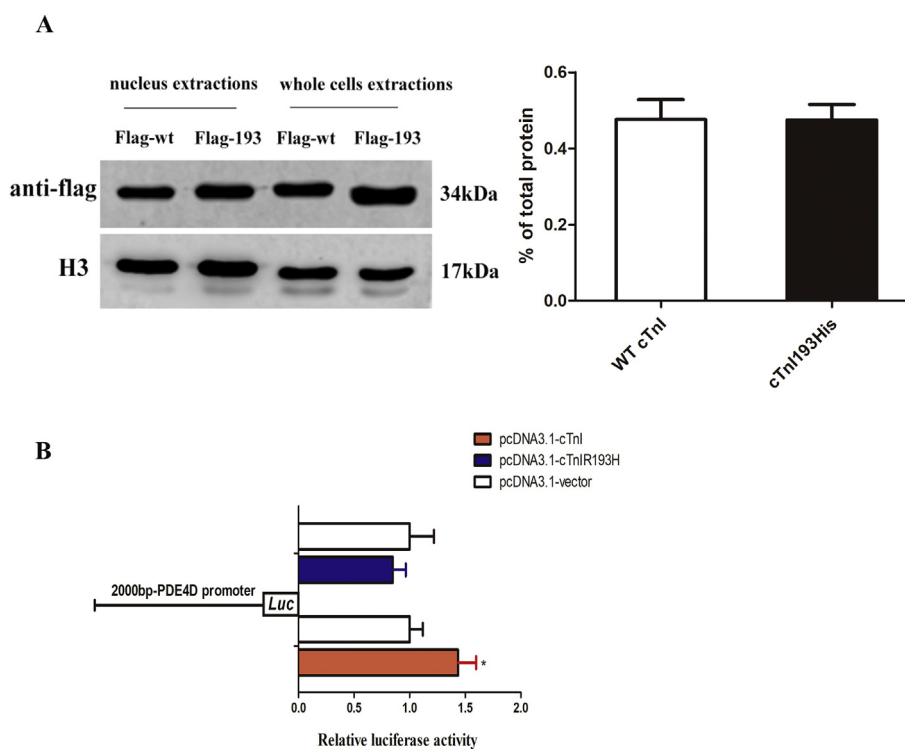 A
nucleus extractions
whole cells extractions
Flag-wt Flag-193 Flag-wt Flag-193
anti-flag
34kDa
H3
17kDa
% of total protein
0.6
0.4
0.2
0.0
WT cTnI
cTnI193His
B
pcDNA3.1-cTnI
pcDNA3.1-cTnIR193H
pcDNA3.1-vector
2000bp-PDE4D promoter
Luc
*
0.0 0.5 1.0 1.5 2.0
Relative luciferase activity